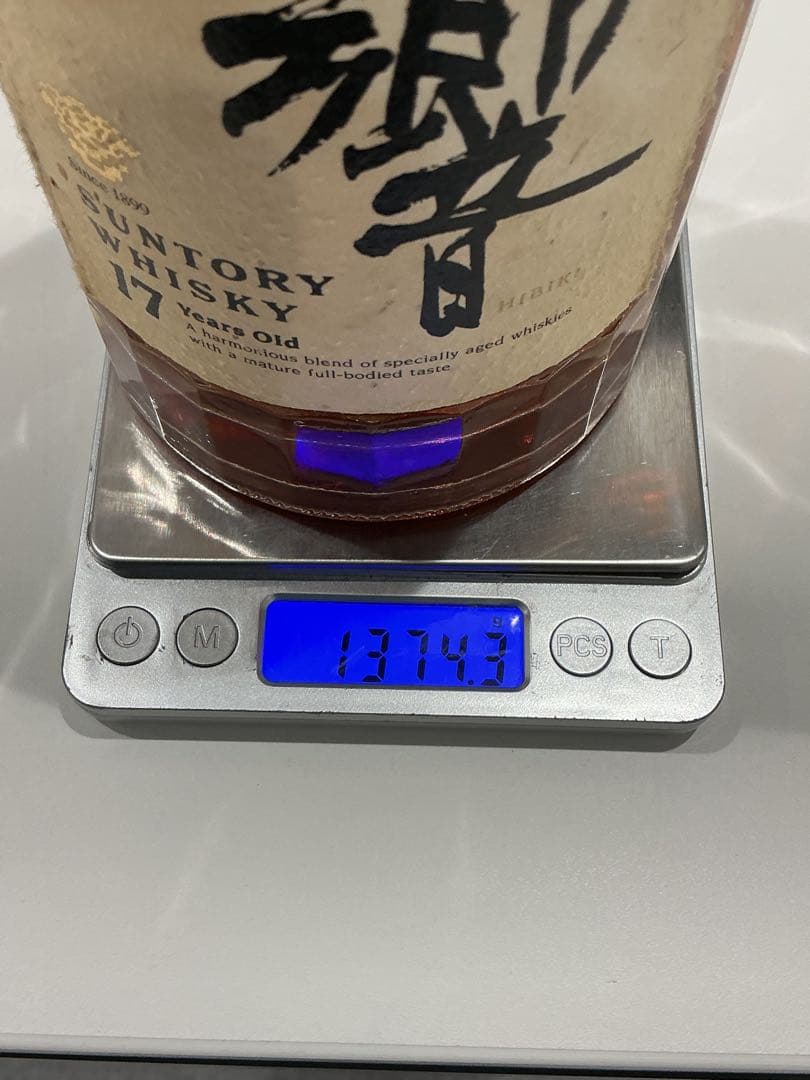 響
Since 1899
SUNTORY
WHISKY
17 Years Old
HIBIKI
A harmonious blend of specially aged whiskies
with a mature full-bodied taste
g
1374.3
M
PCS
T